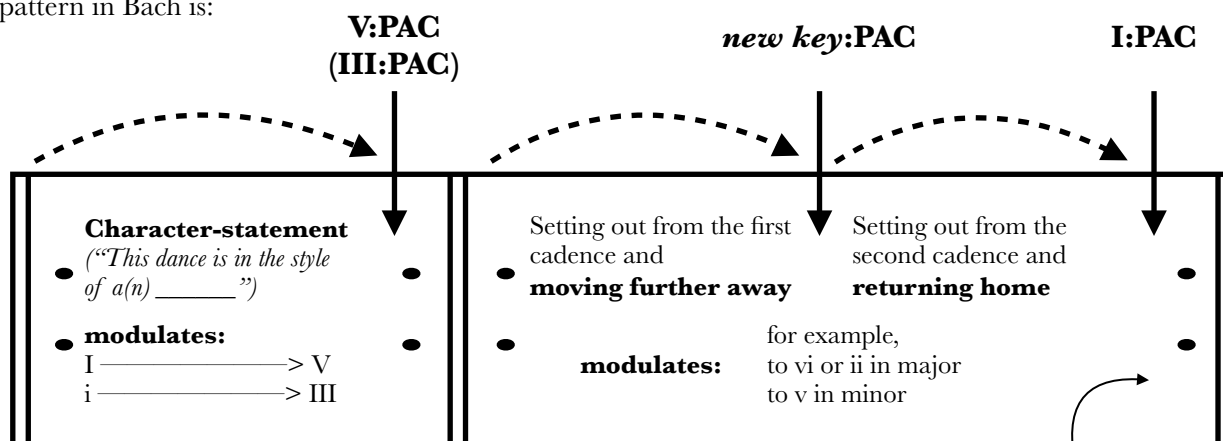 pattern in Bach is:
V:PAC
(III:PAC)
new key:PAC
I:PAC
Character-statement
(“This dance is in the style
of a(n) ______”)
modulates:
I ——————————> V
i ——————————> III
Setting out from the first
cadence and
moving further away
Setting out from the
second cadence and
returning home
for example,
modulates: to vi or ii in major
to v in minor